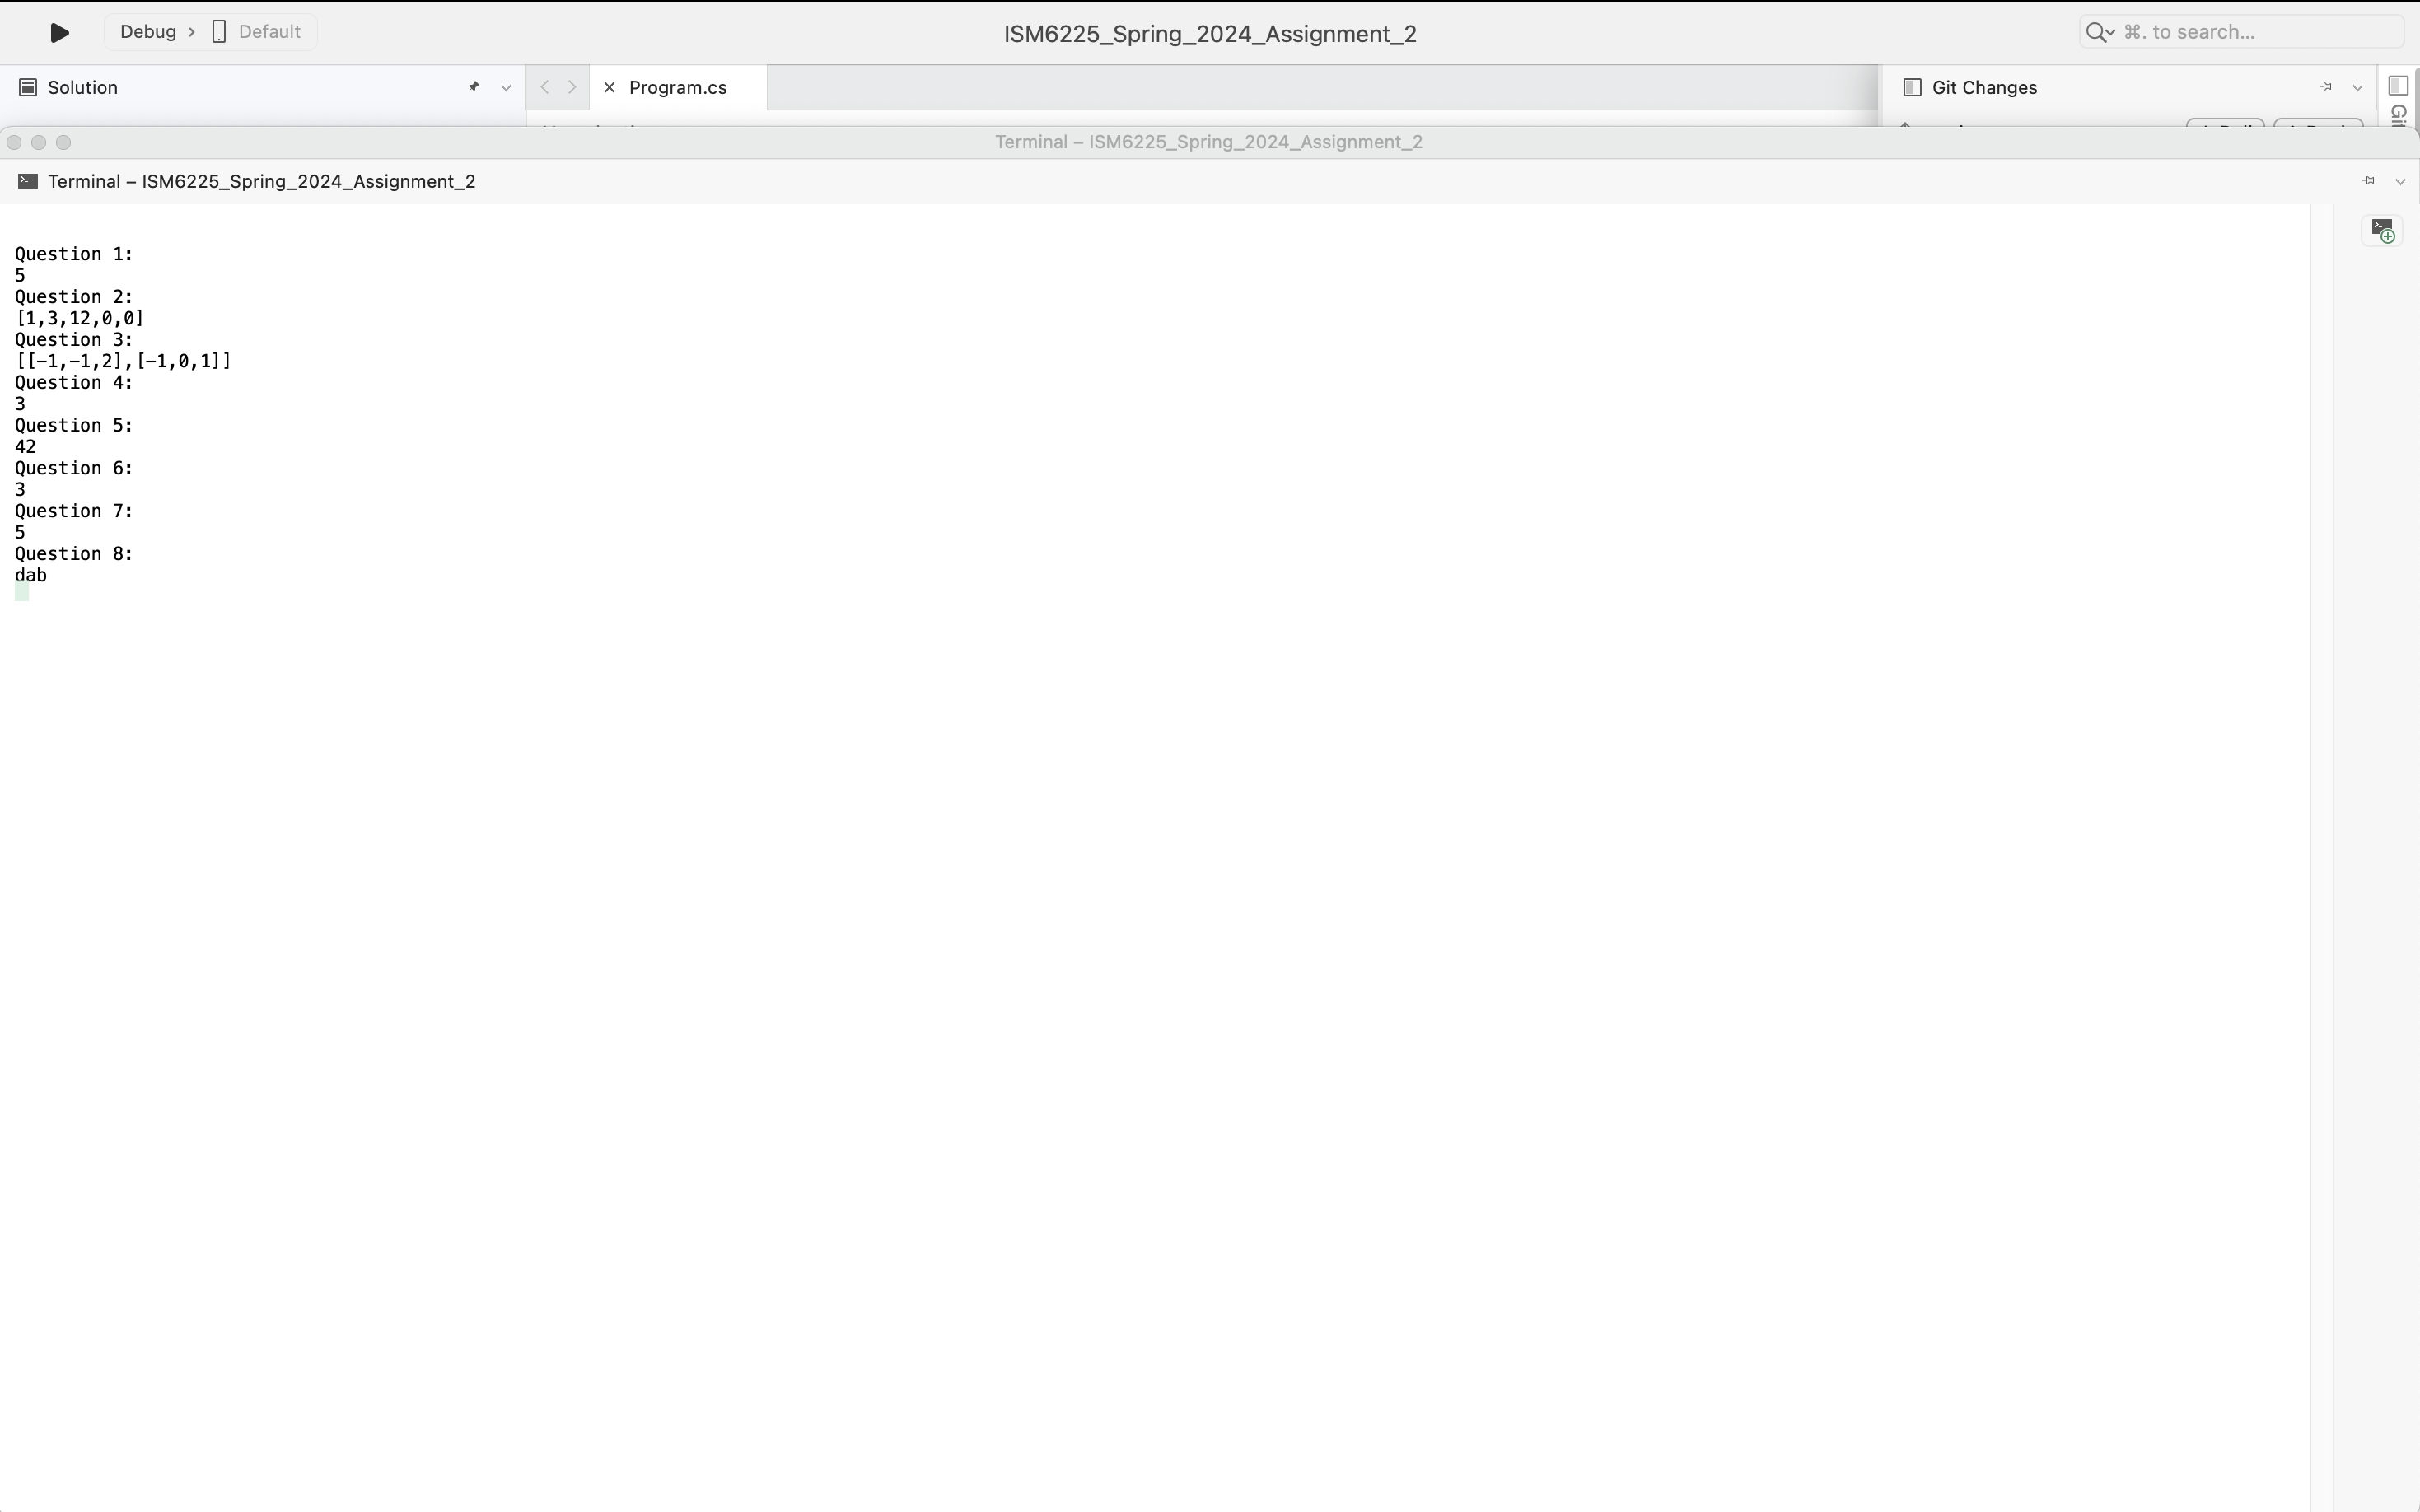 Debug › Default
ISM6225_Spring_2024_Assignment_2
⌘. to search...
Solution
Program.cs
Git Changes
Terminal – ISM6225_Spring_2024_Assignment_2
Terminal – ISM6225_Spring_2024_Assignment_2
Question 1:
5
Question 2:
[1,3,12,0,0]
Question 3:
[[-1,-1,2],[-1,0,1]]
Question 4:
3
Question 5:
42
Question 6:
3
Question 7:
5
Question 8:
dab